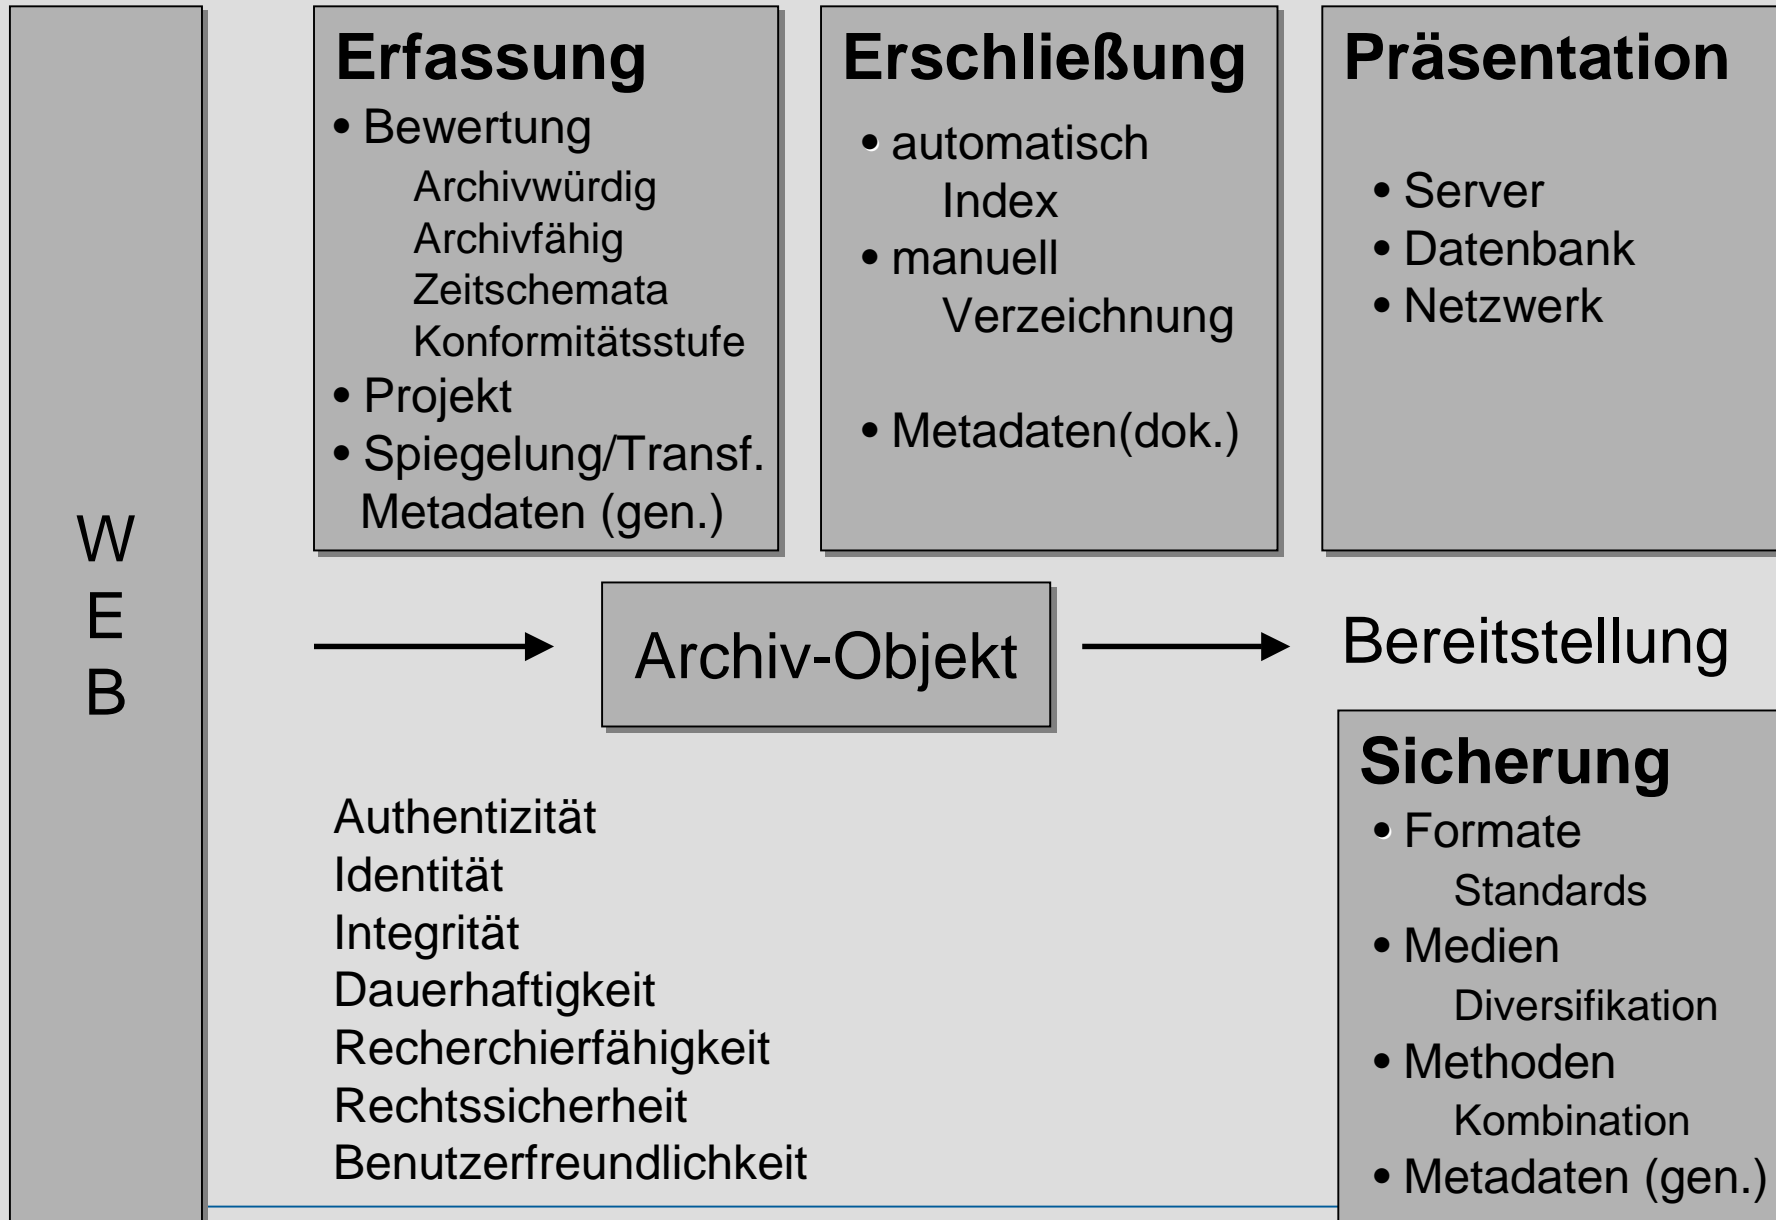 W
E
B
Erfassung
• Bewertung
Archivwürdig
Archivfähig
Zeitschemata
Konformitätsstufe
• Projekt
• Spiegelung/Transf.
Metadaten (gen.)
Erschließung
• automatisch
Index
• manuell
Verzeichnung
• Metadaten(dok.)
Präsentation
• Server
• Datenbank
• Netzwerk
Archiv-Objekt
Bereitstellung
Authentizität
Identität
Integrität
Dauerhaftigkeit
Recherchierfähigkeit
Rechtssicherheit
Benutzerfreundlichkeit
Sicherung
• Formate
Standards
• Medien
Diversifikation
• Methoden
Kombination
• Metadaten (gen.)